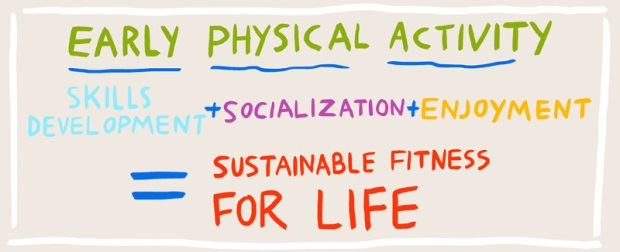 EARLY PHYSICAL ACTIVITY
SKILLS
DEVELOPMENT +SOCIALIZATION+ENJOYMENT
= SUSTAINABLE FITNESS
FOR LIFE